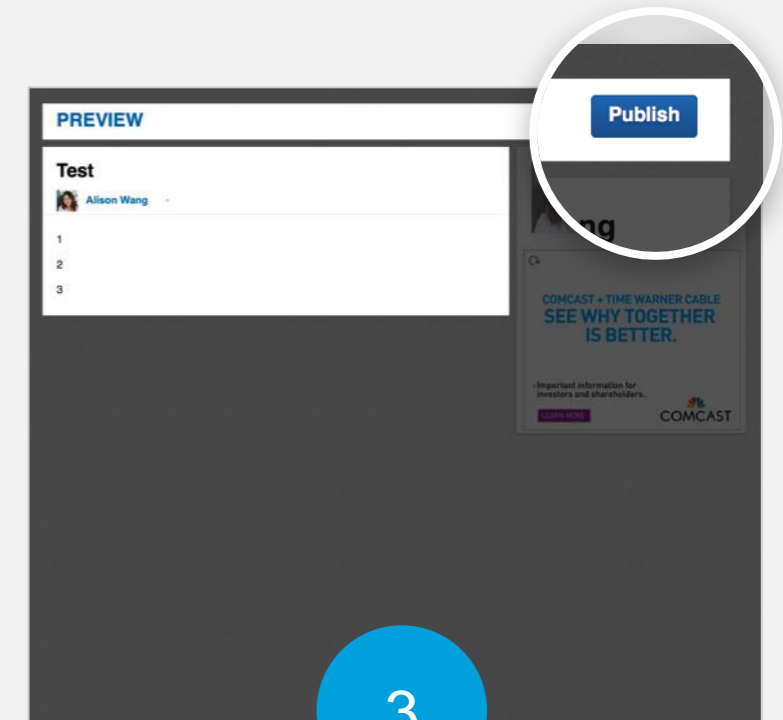 PREVIEW
Publish
Test
Alison Wang -
1
2
3
ng
COMCAST + TIME WARNER CABLE
SEE WHY TOGETHER
IS BETTER.
Important information for
investors and shareholders.
LEARN MORE
COMCAST
3